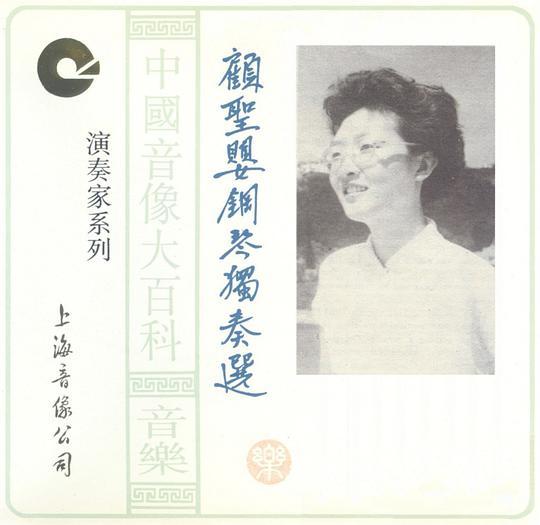 顧聖嬰鋼琴獨奏選
中國音像大百科
音樂
演奏家系列
上海音像公司
樂